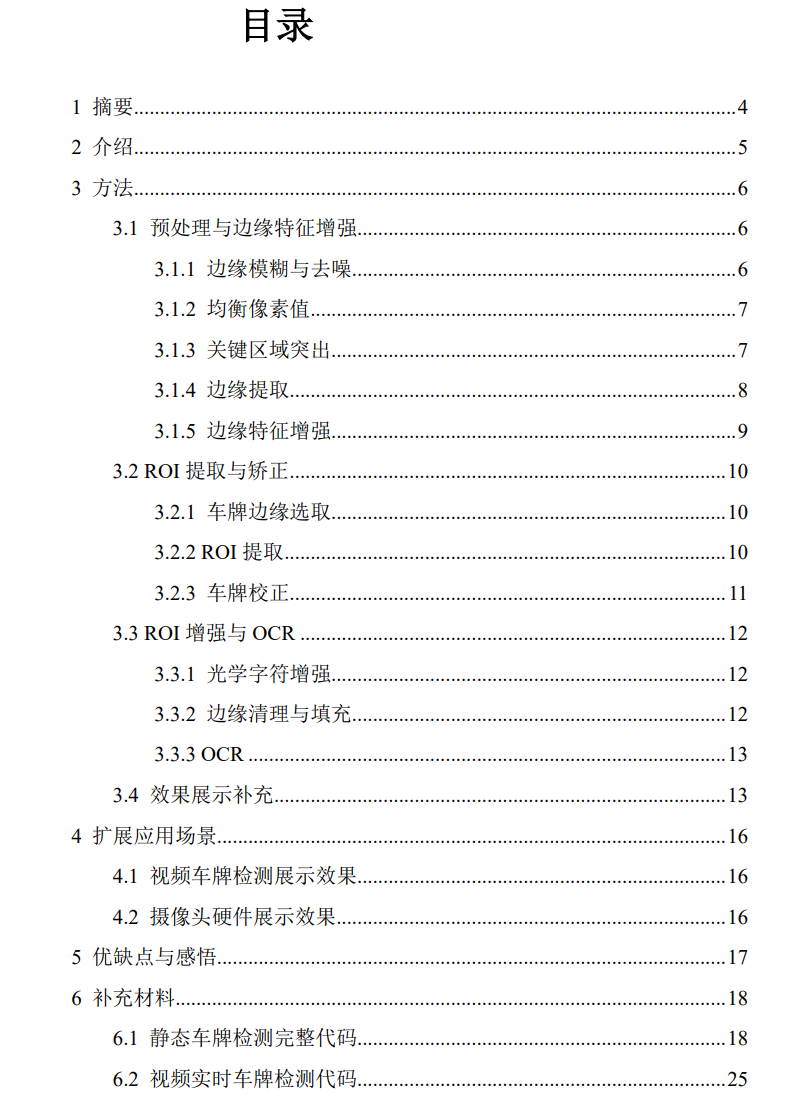 目录
1 摘要........................................4
2 介绍........................................5
3 方法........................................6
3.1 预处理与边缘特征增强........................................6
3.1.1 边缘模糊与去噪........................................6
3.1.2 均衡像素值........................................7
3.1.3 关键区域突出........................................7
3.1.4 边缘提取........................................8
3.1.5 边缘特征增强........................................9
3.2 ROI 提取与矫正........................................10
3.2.1 车牌边缘选取........................................10
3.2.2 ROI 提取........................................10
3.2.3 车牌校正........................................11
3.3 ROI 增强与 OCR ........................................12
3.3.1 光学字符增强........................................12
3.3.2 边缘清理与填充........................................12
3.3.3 OCR ........................................13
3.4 效果展示补充........................................13
4 扩展应用场景........................................16
4.1 视频车牌检测展示效果........................................16
4.2 摄像头硬件展示效果........................................16
5 优缺点与感悟........................................17
6 补充材料........................................18
6.1 静态车牌检测完整代码........................................18
6.2 视频实时车牌检测代码........................................25